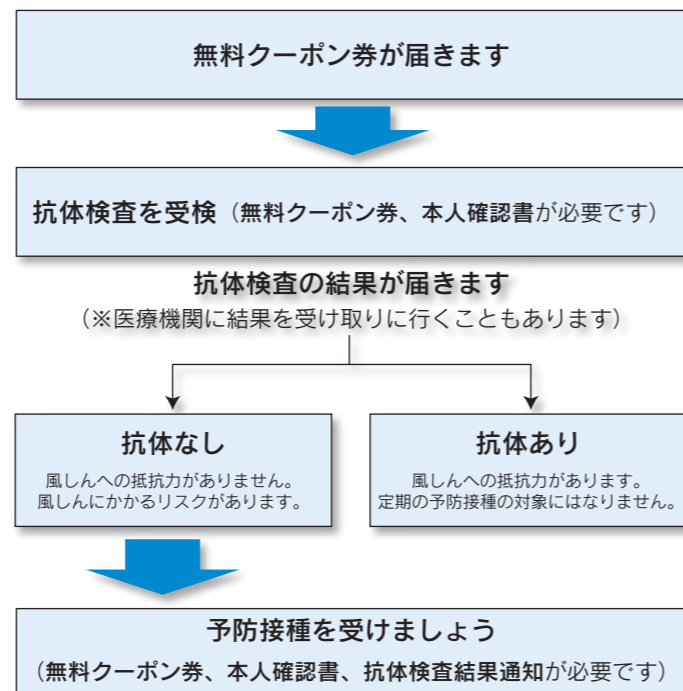 無料クーポン券が届きます
抗体検査を受検（無料クーポン券、本人確認書が必要です）
抗体検査の結果が届きます
（※医療機関に結果を受け取りに行くこともあります）
抗体なし
風しんへの抵抗力がありません。
風しんにかかるリスクがあります。
抗体あり
風しんへの抵抗力があります。
定期の予防接種の対象にはなりません。
予防接種を受けましょう
（無料クーポン券、本人確認書、抗体検査結果通知が必要です）